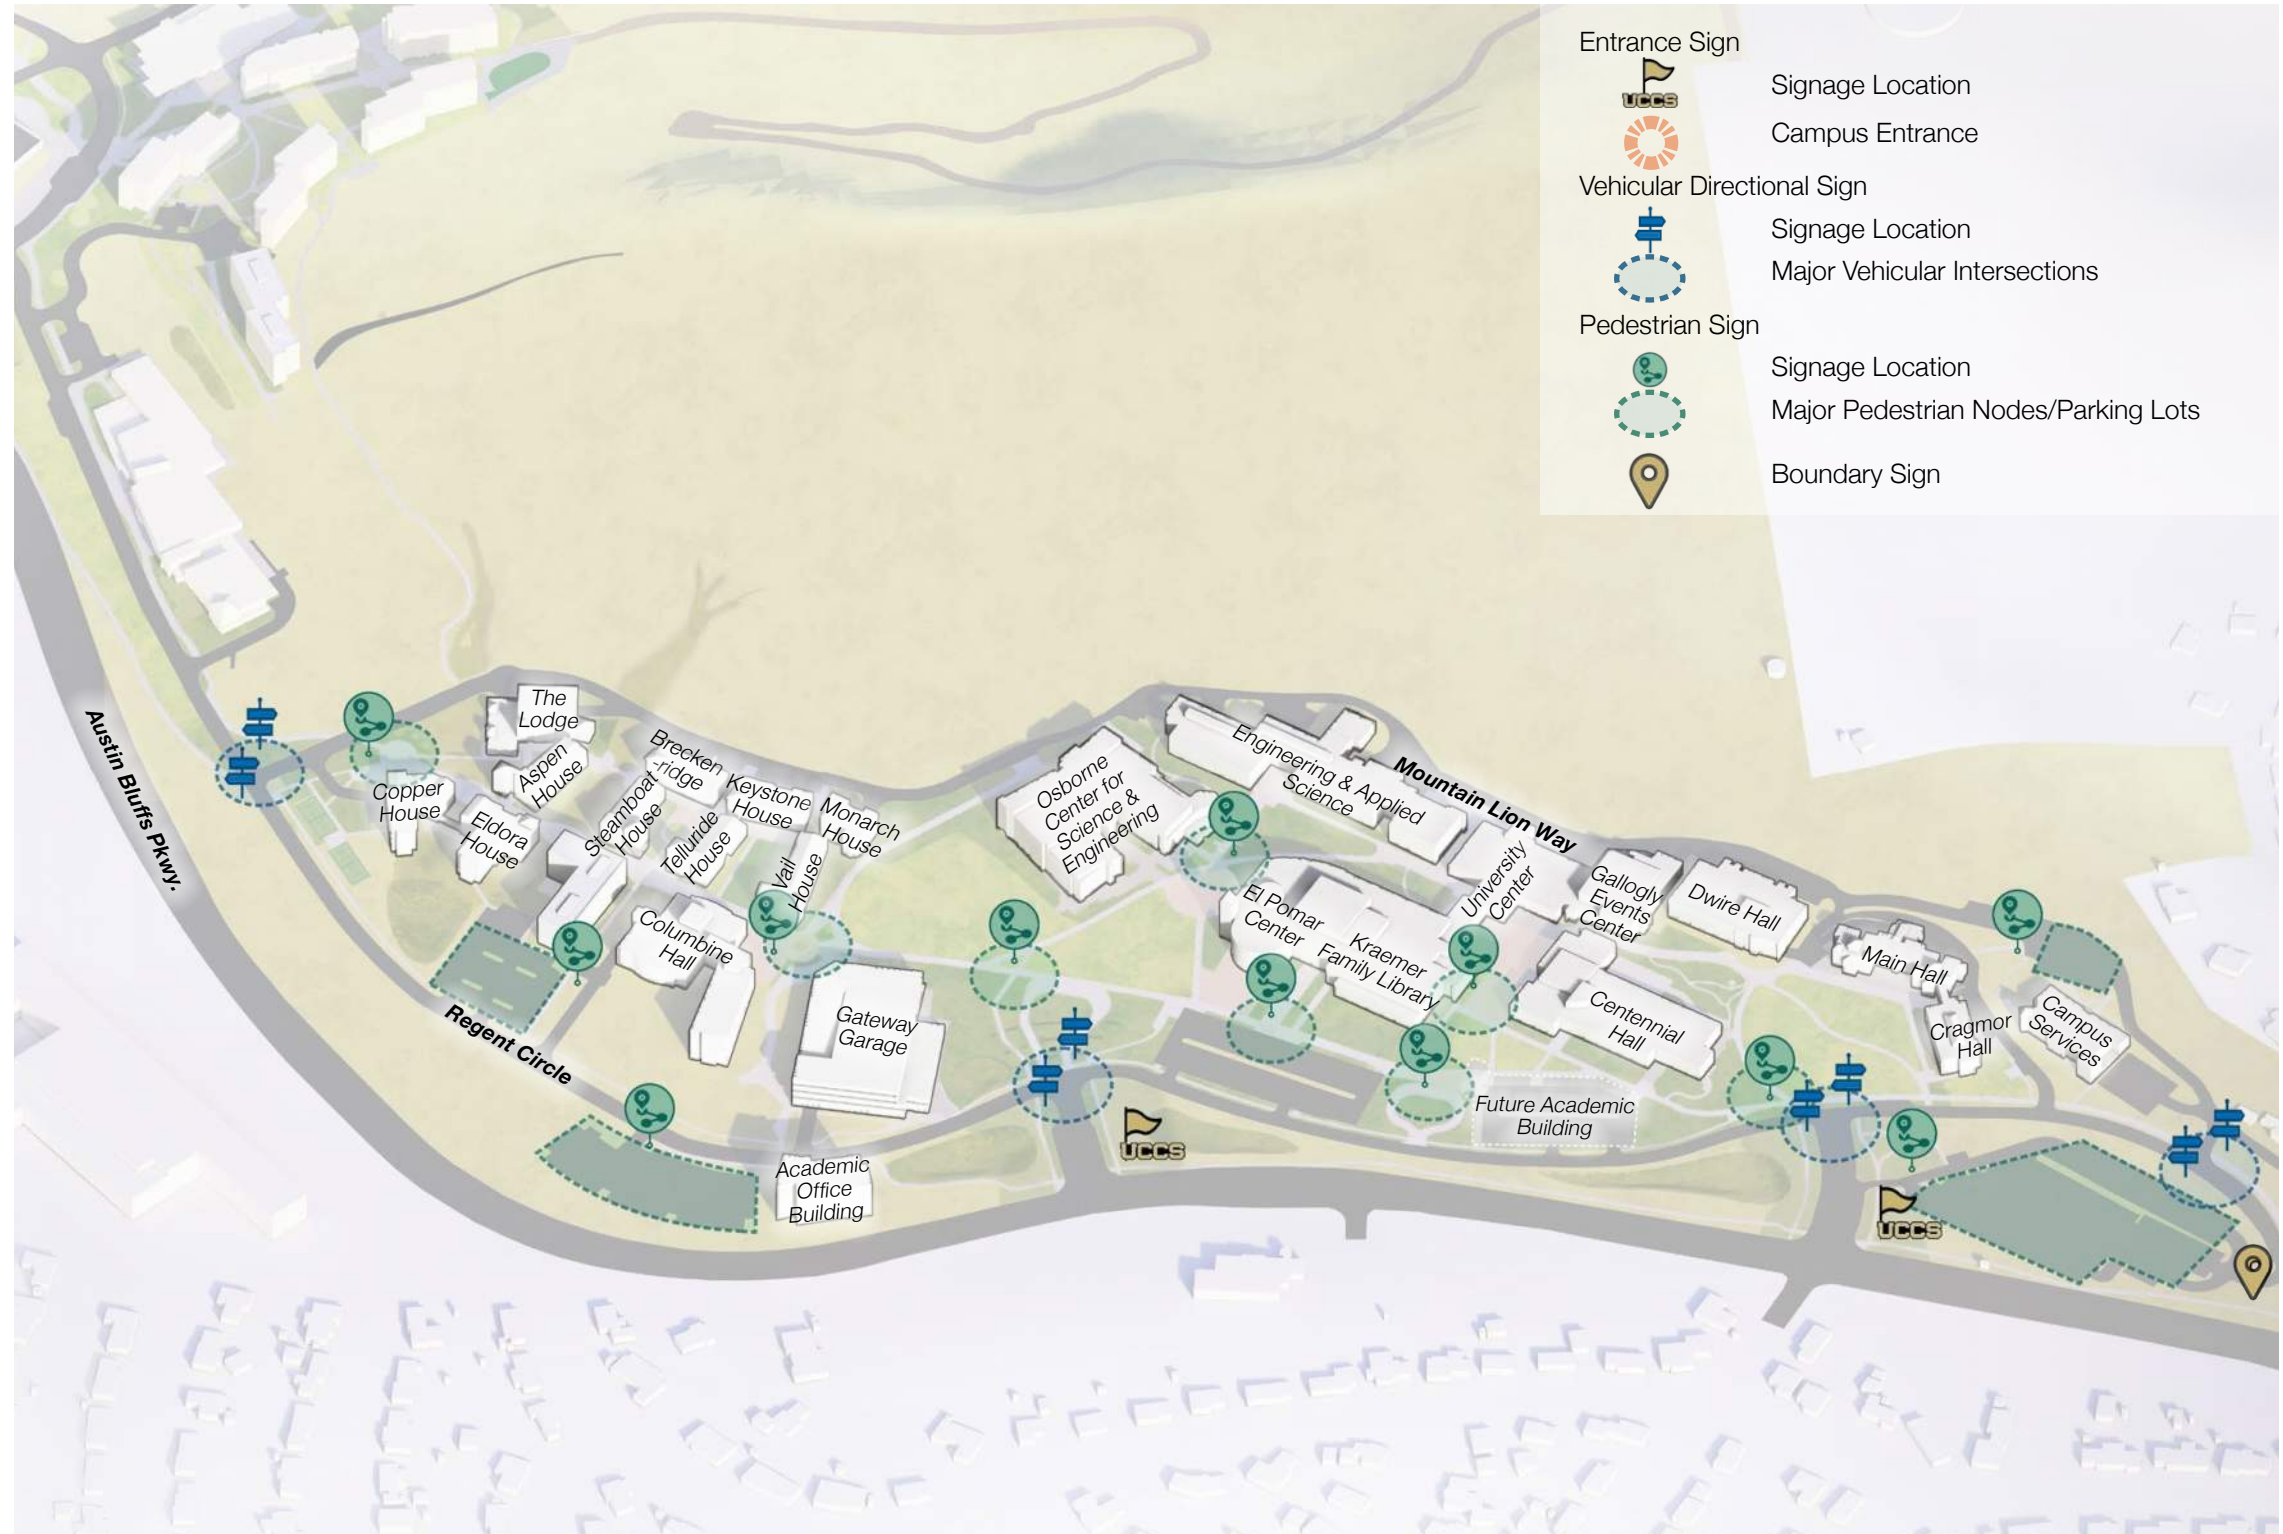 Entrance Sign
UCCS
Signage Location
Campus Entrance
Vehicular Directional Sign
Signage Location
Major Vehicular Intersections
Pedestrian Sign
Signage Location
Major Pedestrian Nodes/Parking Lots
Boundary Sign
The
Lodge
Aspen
House
Copper
House
Eldora
House
Brecken
-ridge
Steamboat
House
Keystone
House
Telluride
House
Monarch
House
Vail
House
Columbine
Hall
Gateway
Garage
Austin Bluffs Pkwy.
Regent Circle
Academic
Office
Building
Osborne
Center for
Science &
Engineering
Engineering & Applied
Science
Mountain Lion Way
University
Center
El Pomar
Center
Kraemer
Family Library
Gallogly
Events
Center
Dwire Hall
Centennial
Hall
Main Hall
Cragmor
Hall
Campus
Services
Future Academic
Building
UCCS
UCCS